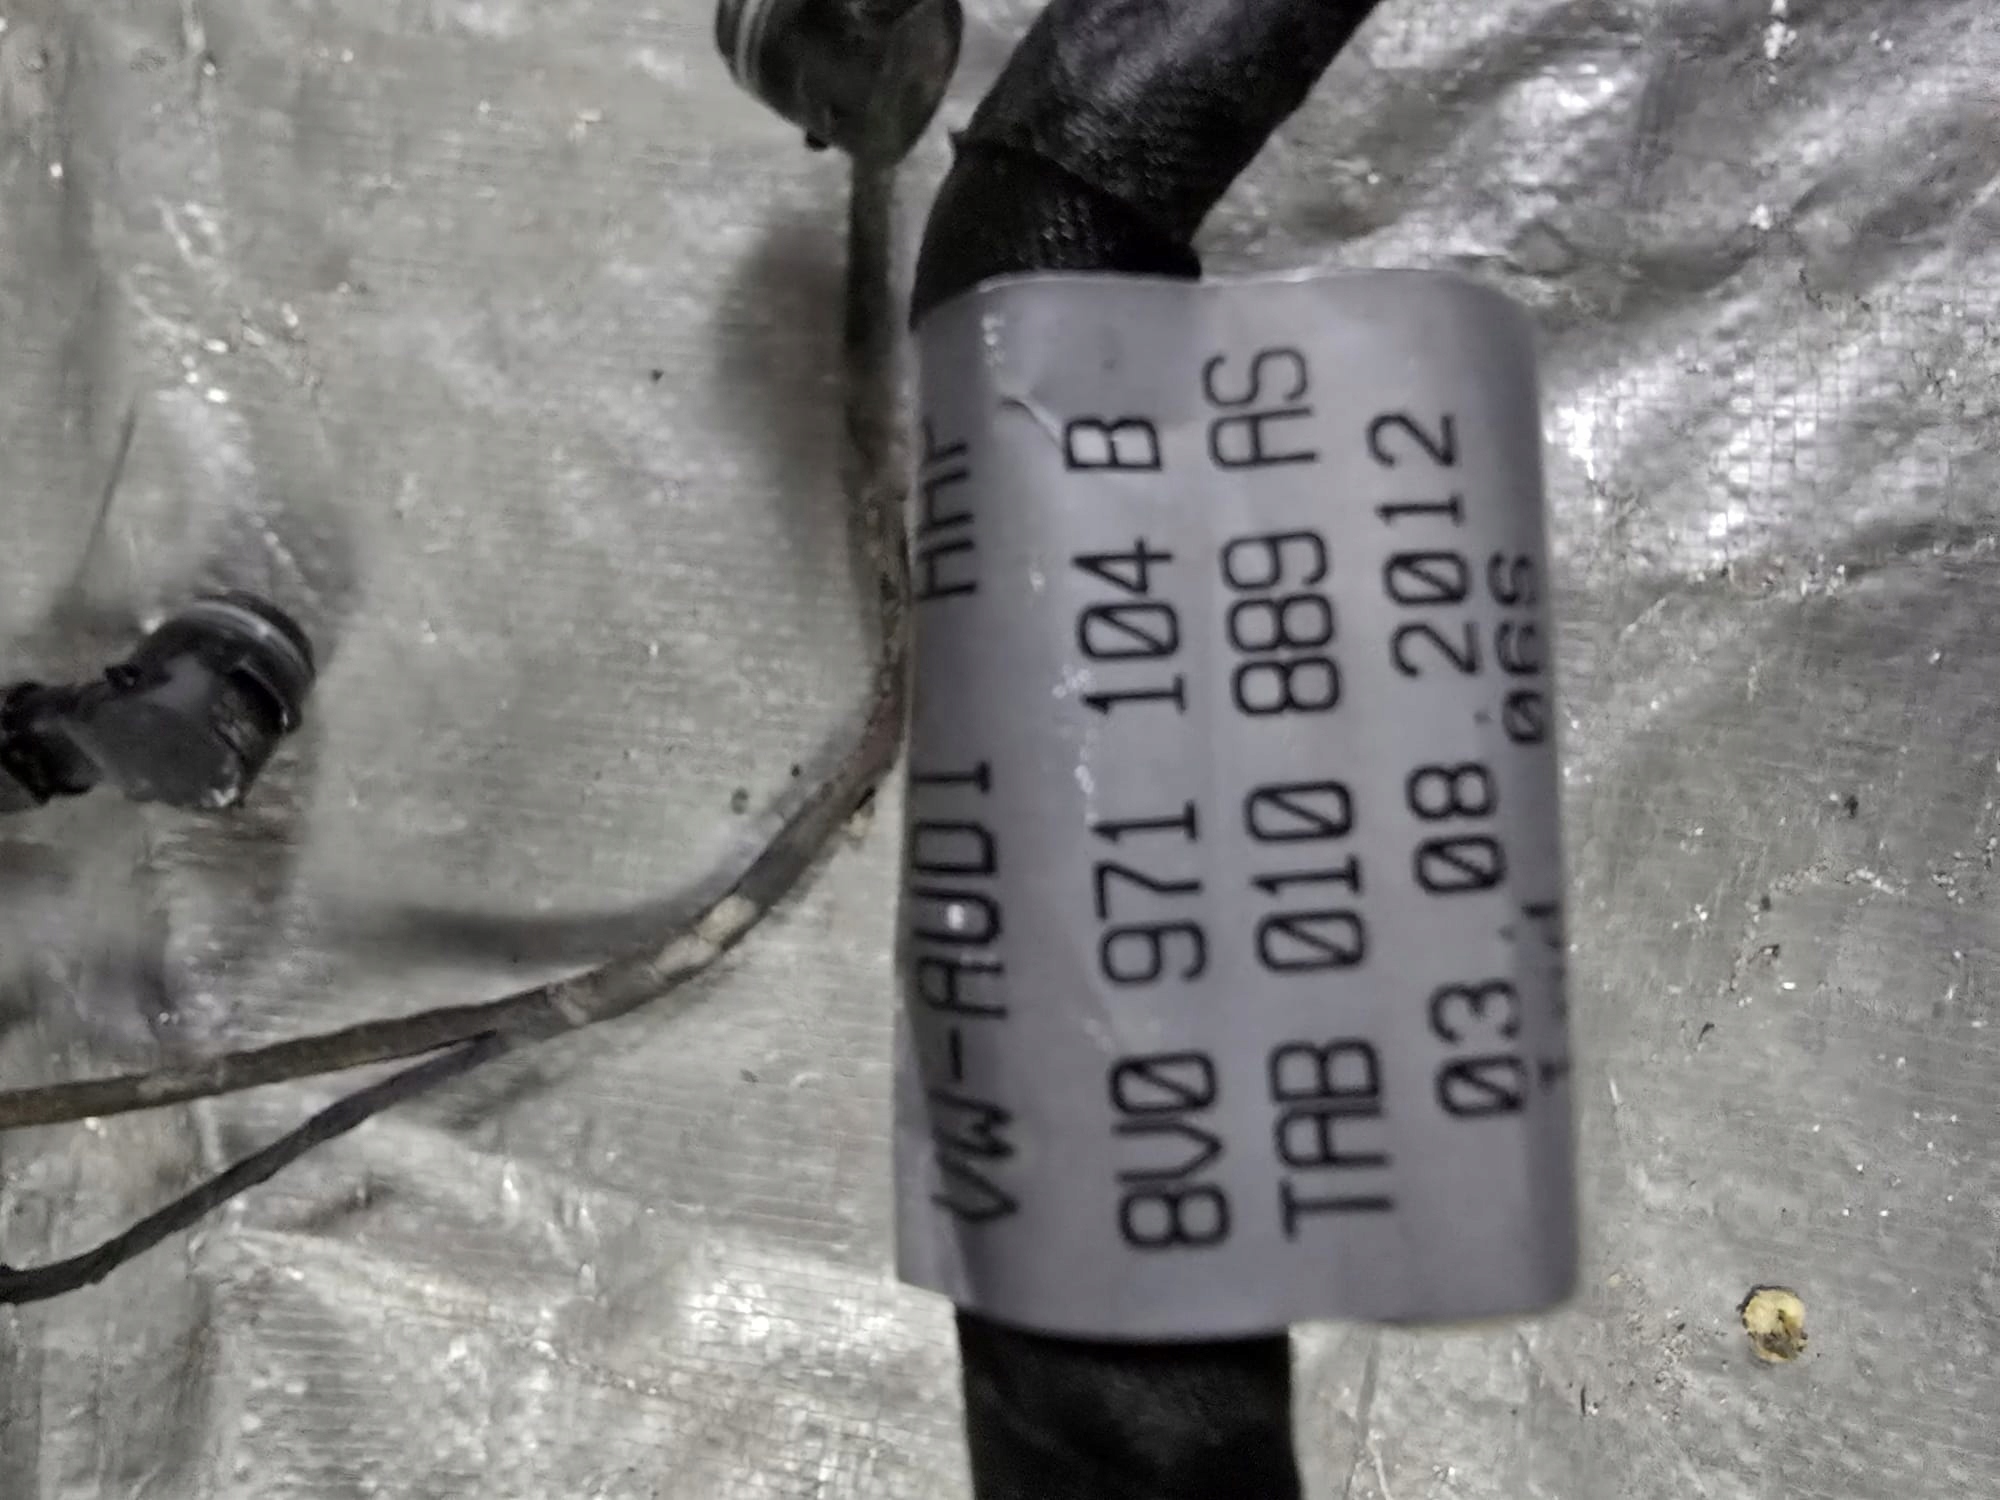 VW-AUDI
8V0 971 104 B
TAB 010 889 AS
03.08.2012